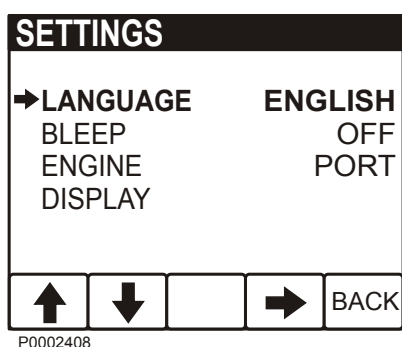 SETTINGS
LANGUAGE ENGLISH
BLEEP OFF
ENGINE PORT
DISPLAY
BACK
P0002408